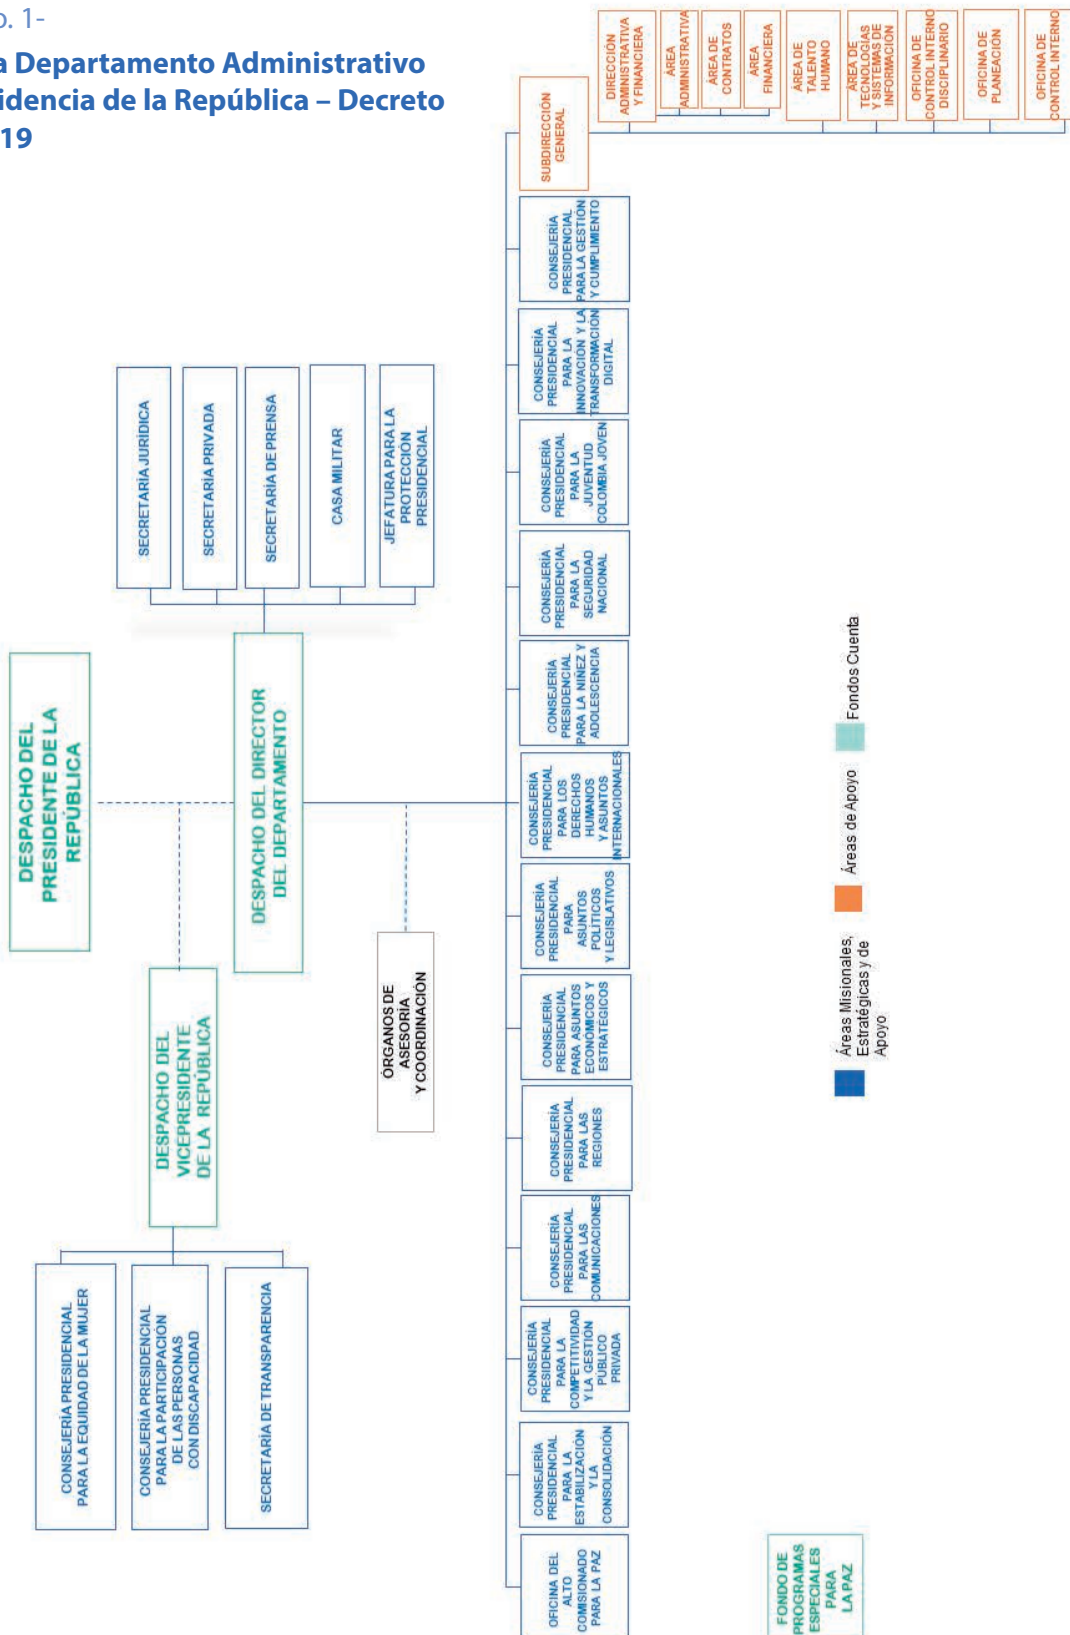 o. 1-
a Departamento Administrativo
idencia de la República – Decreto
19
DESPACHO DEL
PRESIDENTE DE LA
REPÚBLICA
DESPACHO DEL
VICEPRESIDENTE
DE LA REPÚBLICA
CONSEJERÍA PRESIDENCIAL
PARA LA EQUIDAD DE LA MUJER
CONSEJERÍA PRESIDENCIAL
PARA LA PARTICIPACIÓN
DE LAS PERSONAS
CON DISCAPACIDAD
SECRETARÍA DE TRANSPARENCIA
DESPACHO DEL DIRECTOR
DEL DEPARTAMENTO
SECRETARÍA JURÍDICA
SECRETARÍA PRIVADA
SECRETARÍA DE PRENSA
CASA MILITAR
JEFATURA PARA LA
PROTECCIÓN
PRESIDENCIAL
ÓRGANOS DE
ASESORÍA
Y COORDINACIÓN
OFICINA DEL
ALTO
COMISIONADO
PARA LA PAZ
CONSEJERÍA
PRESIDENCIAL
PARA LA
ESTABILIZACIÓN
Y LA
CONSOLIDACIÓN
CONSEJERÍA
PRESIDENCIAL
PARA LA
COMPETITIVIDAD
Y LA GESTIÓN
PÚBLICO
PRIVADA
CONSEJERÍA
PRESIDENCIAL
PARA LAS
COMUNICACIONES
CONSEJERÍA
PRESIDENCIAL
PARA LAS
REGIONES
CONSEJERÍA
PRESIDENCIAL
PARA ASUNTOS
ECONÓMICOS Y
ESTRATÉGICOS
CONSEJERÍA
PRESIDENCIAL
PARA
ASUNTOS
POLÍTICOS
Y LEGISLATIVOS
CONSEJERÍA
PRESIDENCIAL
PARA LOS
DERECHOS
HUMANOS
Y ASUNTOS
INTERNACIONALES
CONSEJERÍA
PRESIDENCIAL
PARA LA NIÑEZ Y
ADOLESCENCIA
CONSEJERÍA
PRESIDENCIAL
PARA LA
SEGURIDAD
NACIONAL
CONSEJERÍA
PRESIDENCIAL
PARA LA
JUVENTUD
COLOMBIA JOVEN
CONSEJERÍA
PRESIDENCIAL
PARA LA
INNOVACIÓN Y LA
TRANSFORMACIÓN
DIGITAL
CONSEJERÍA
PRESIDENCIAL
PARA LA GESTIÓN
Y CUMPLIMIENTO
SUBDIRECCIÓN
GENERAL
DIRECCIÓN
ADMINISTRATIVA
Y FINANCIERA
ÁREA
ADMINISTRATIVA
ÁREA DE
CONTRATOS
ÁREA
FINANCIERA
ÁREA DE
TALENTO
HUMANO
ÁREA DE
TECNOLOGÍAS
Y SISTEMAS DE
INFORMACION
OFICINA DE
CONTROL INTERNO
DISCIPLINARIO
OFICINA DE
PLANEACIÓN
OFICINA DE
CONTROL INTERNO
FONDO DE
PROGRAMAS
ESPECIALES
PARA
LA PAZ
Áreas Misionales,
Estratégicas y de
Apoyo
Áreas de Apoyo
Fondos Cuenta